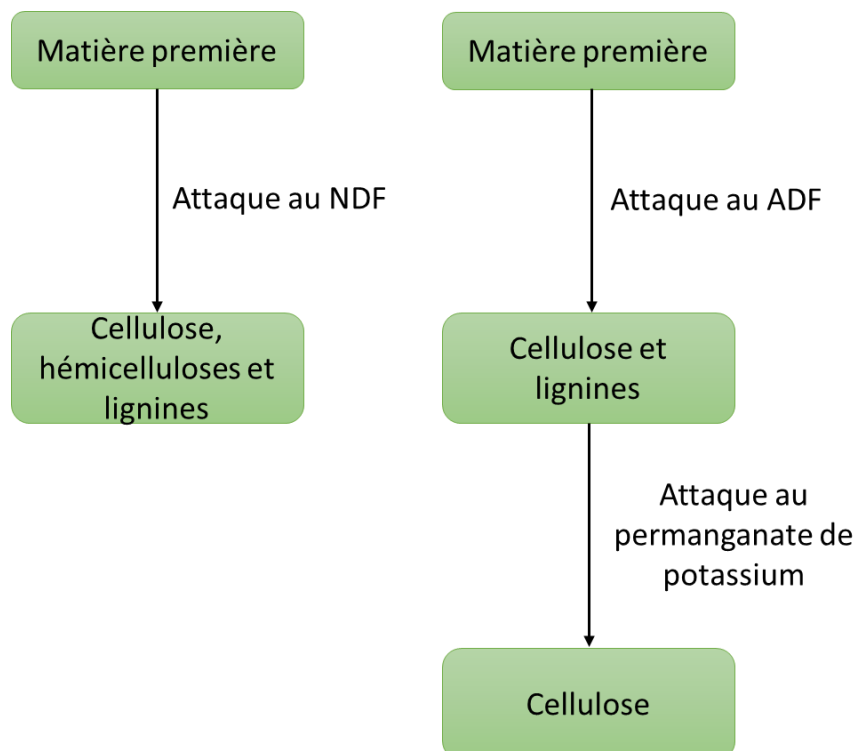 Matière première
Matière première
Attaque au NDF
Attaque au ADF
Cellulose,
hémicelluloses et
lignines
Cellulose et
lignines
Attaque au
permanganate de
potassium
Cellulose